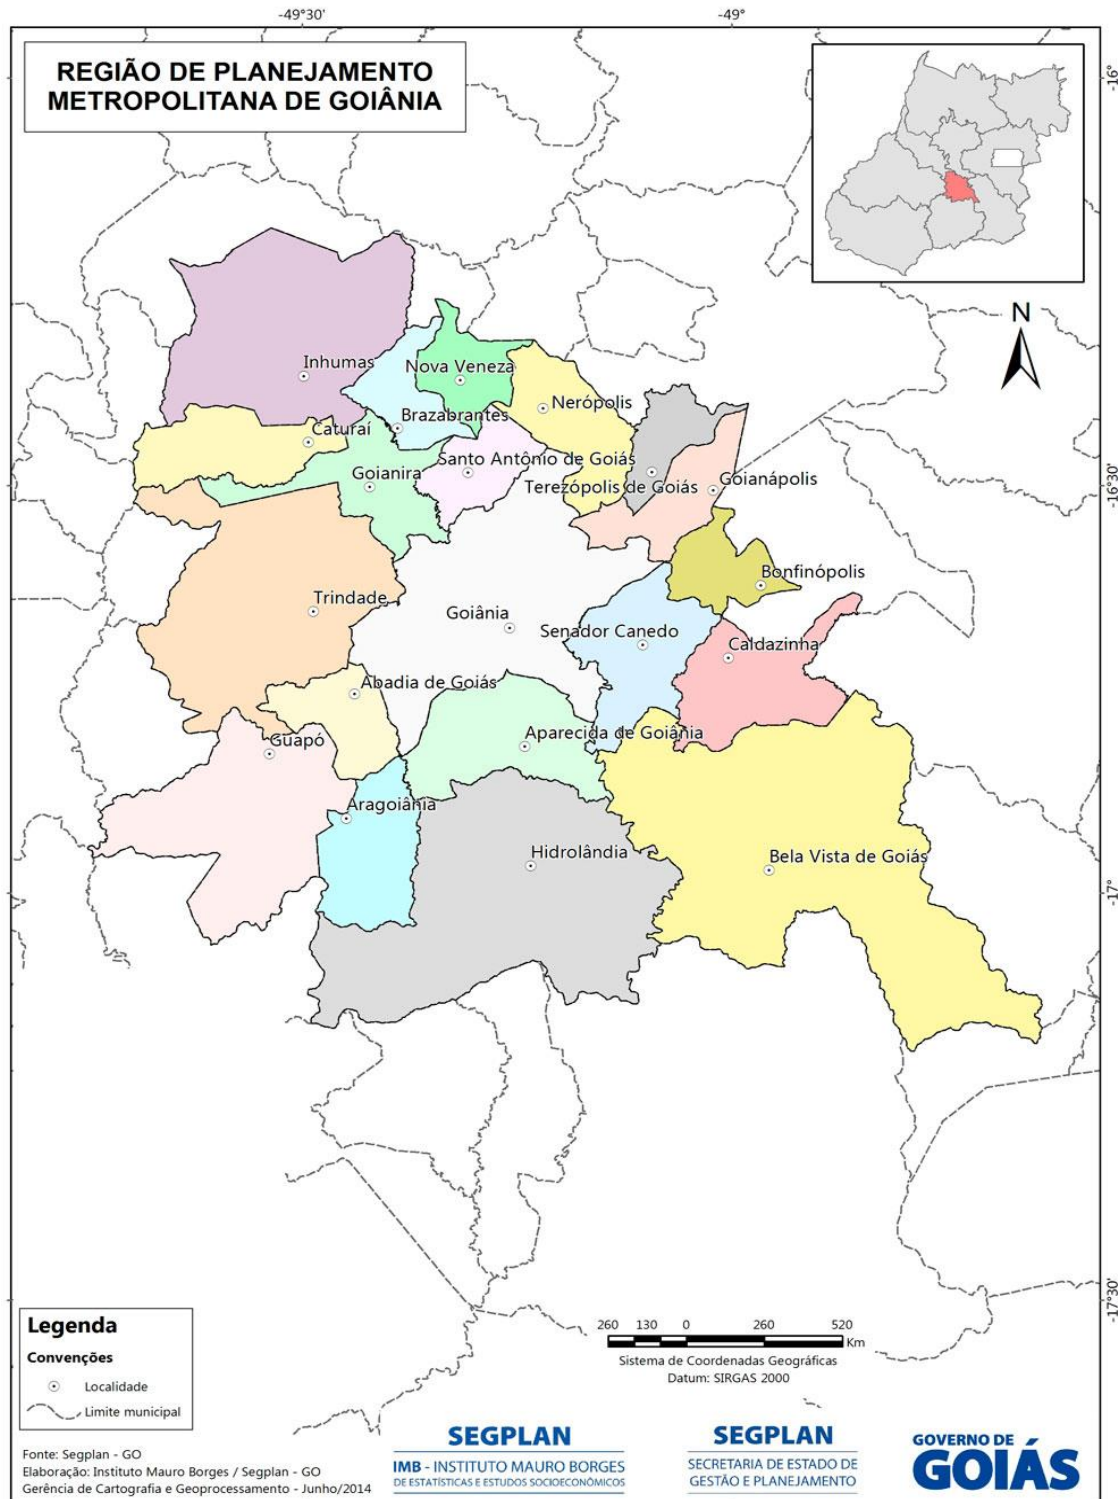 -49°30'
-49°
REGIÃO DE PLANEJAMENTO
METROPOLITANA DE GOIÂNIA
-16°
N
Inhumas
Nova Veneza
Nerópolis
Brazabrantes
Caturaí
Santo Antônio de Goiás
Goianira
Terezópolis de Goiás
Goianápolis
-16°30'
Bonfinópolis
Trindade
Goiânia
Senador Canedo
Caldazinha
Abadia de Goiás
Guapó
Aparecida de Goiânia
Aragoiânia
Hidrolândia
Bela Vista de Goiás
-17°
-17°30'
Legenda
Convenções
Localidade
Limite municipal
260 130 0 260 520
Km
Sistema de Coordenadas Geográficas
Datum: SIRGAS 2000
Fonte: Segplan - GO
Elaboração: Instituto Mauro Borges / Segplan - GO
Gerência de Cartografia e Geoprocessamento - Junho/2014
SEGPLAN
IMB - INSTITUTO MAURO BORGES
DE ESTATÍSTICAS E ESTUDOS SOCIOECONÔMICOS
SEGPLAN
SECRETARIA DE ESTADO DE
GESTÃO E PLANEJAMENTO
GOVERNO DE
GOIÁS